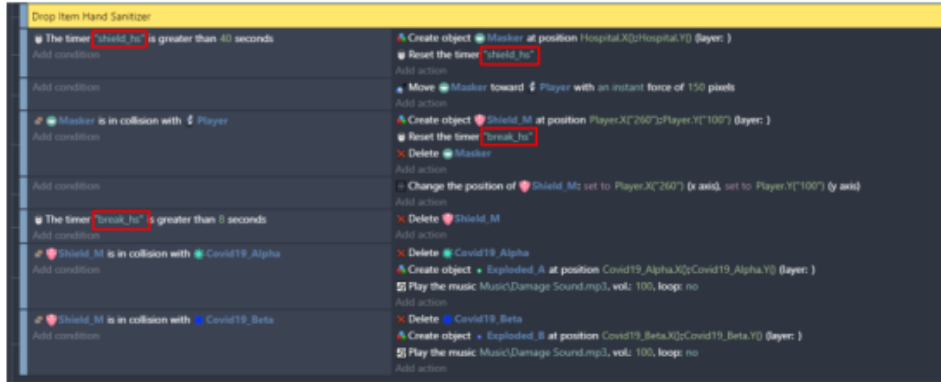 Drop Item Hand Sanitizer
The timer "shield_hs" is greater than 40 seconds
Add condition
Create object Masker at position Hospital.X();Hospital.Y() (layer: )
Reset the timer "shield_hs"
Add action
Add condition
Move Masker toward Player with an instant force of 150 pixels
Add action
Masker is in collision with Player
Add condition
Create object Shield_M at position Player.X("260");Player.Y("100") (layer: )
Reset the timer "break_hs"
Delete Masker
Add action
Add condition
Change the position of Shield_M: set to Player.X("260") (x axis), set to Player.Y("100") (y axis)
Add action
The timer "break_hs" is greater than 8 seconds
Add condition
Delete Shield_M
Add action
Shield_M is in collision with Covid19_Alpha
Add condition
Delete Covid19_Alpha
Create object Exploded_A at position Covid19_Alpha.X();Covid19_Alpha.Y() (layer: )
Play the music Music\Damage Sound.mp3, vol.: 100, loop: no
Add action
Shield_M is in collision with Covid19_Beta
Add condition
Delete Covid19_Beta
Create object Exploded_B at position Covid19_Beta.X();Covid19_Beta.Y() (layer: )
Play the music Music\Damage Sound.mp3, vol.: 100, loop: no
Add action